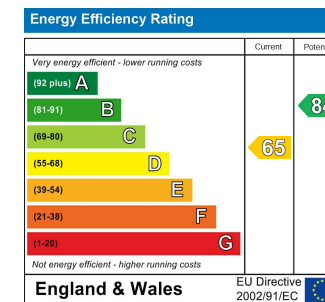 Energy Efficiency Rating
Current
Very energy efficient - lower running costs
(92 plus) A
(81-91) B
(69-80) C
(55-68) D
(39-54) E
(21-38) F
(1-20) G
65
Not energy efficient - higher running costs
England & Wales
EU Directive
2002/91/EC